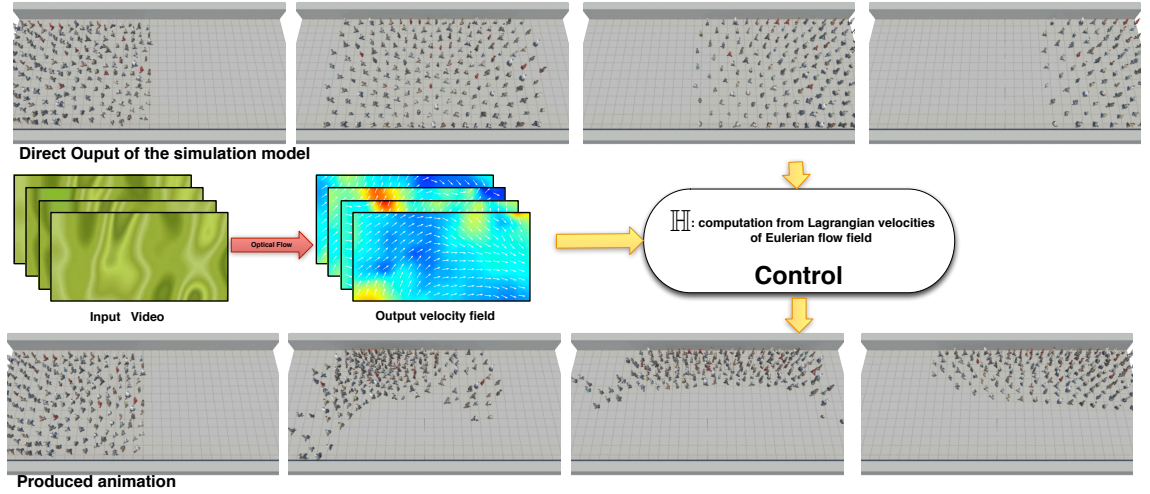 Direct Ouput of the simulation model
ℍ: computation from Lagrangian velocities
of Eulerian flow field
Control
Optical Flow
Input Video
Output velocity field
Produced animation